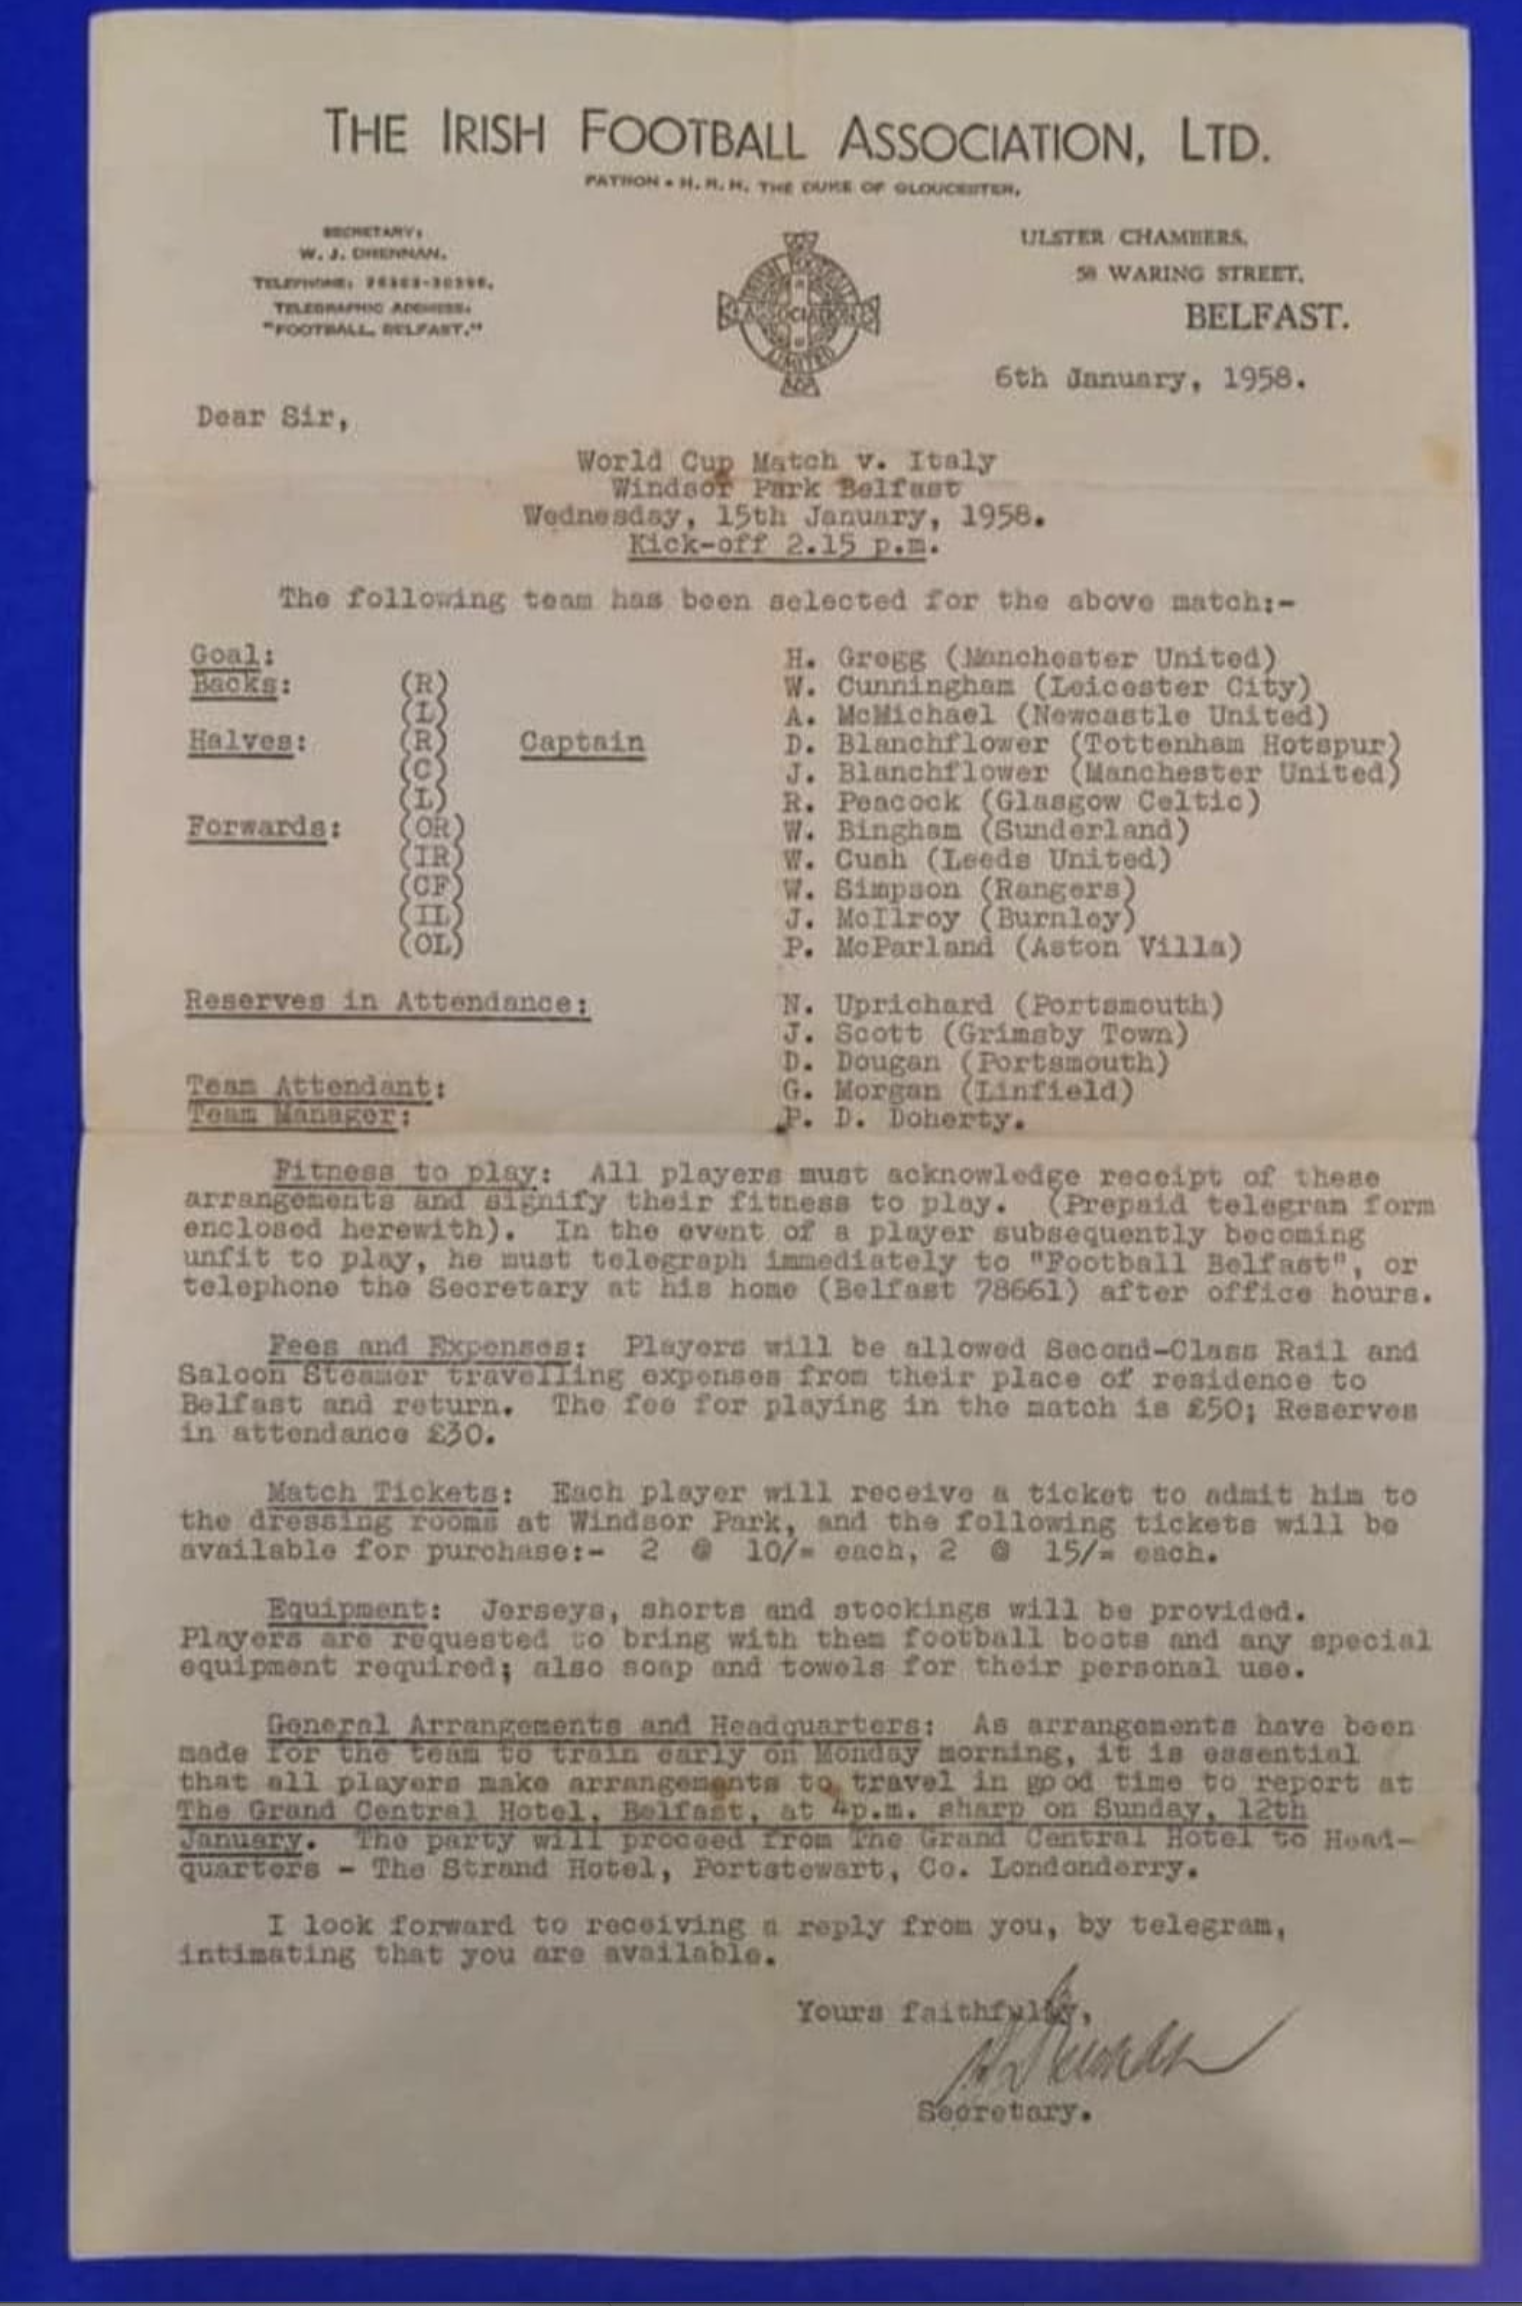 THE IRISH FOOTBALL ASSOCIATION, LTD.
PATRON - H. R. H. THE DUKE OF GLOUCESTER.
SECRETARY:
W. J. DRENNAN.
TELEPHONE:
TELEGRAPHIC ADDRESS:
"FOOTBALL, BELFAST."
IRISH FOOTBALL
ASSOCIATION
LIMITED
ULSTER CHAMBERS,
58 WARING STREET,
BELFAST.
6th January, 1958.
Dear Sir,
World Cup Match v. Italy
Windsor Park Belfast
Wednesday, 15th January, 1958.
Kick-off 2.15 p.m.
The following team has been selected for the above match:-
Goal: H. Gregg (Manchester United)
Backs: (R) W. Cunningham (Leicester City)
(L) A. McMichael (Newcastle United)
Halves: (R) Captain D. Blanchflower (Tottenham Hotspur)
(C) J. Blanchflower (Manchester United)
(L) R. Peacock (Glasgow Celtic)
Forwards: (OR) W. Bingham (Sunderland)
(IR) W. Cush (Leeds United)
(CF) W. Simpson (Rangers)
(IL) J. McIlroy (Burnley)
(OL) P. McParland (Aston Villa)
Reserves in Attendance: N. Uprichard (Portsmouth)
J. Scott (Grimsby Town)
D. Dougan (Portsmouth)
Team Attendant: G. Morgan (Linfield)
Team Manager: P. D. Doherty.
Fitness to play: All players must acknowledge receipt of these
arrangements and signify their fitness to play. (Prepaid telegram form
enclosed herewith). In the event of a player subsequently becoming
unfit to play, he must telegraph immediately to "Football Belfast", or
telephone the Secretary at his home (Belfast 78661) after office hours.
Fees and Expenses: Players will be allowed Second-Class Rail and
Saloon Steamer travelling expenses from their place of residence to
Belfast and return. The fee for playing in the match is £50; Reserves
in attendance £30.
Match Tickets: Each player will receive a ticket to admit him to
the dressing rooms at Windsor Park, and the following tickets will be
available for purchase:- 2 @ 10/= each, 2 @ 15/= each.
Equipment: Jerseys, shorts and stockings will be provided.
Players are requested to bring with them football boots and any special
equipment required; also soap and towels for their personal use.
General Arrangements and Headquarters: As arrangements have been
made for the team to train early on Monday morning, it is essential
that all players make arrangements to travel in good time to report at
The Grand Central Hotel, Belfast, at 4p.m. sharp on Sunday, 12th
January. The party will proceed from The Grand Central Hotel to Head-
quarters - The Strand Hotel, Portstewart, Co. Londonderry.
I look forward to receiving a reply from you, by telegram,
intimating that you are available.
Yours faithfully,
Secretary.